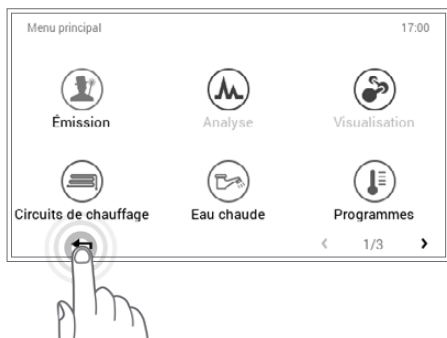 Menu principal 17:00
Émission Analyse Visualisation
Circuits de chauffage Eau chaude Programmes
1/3